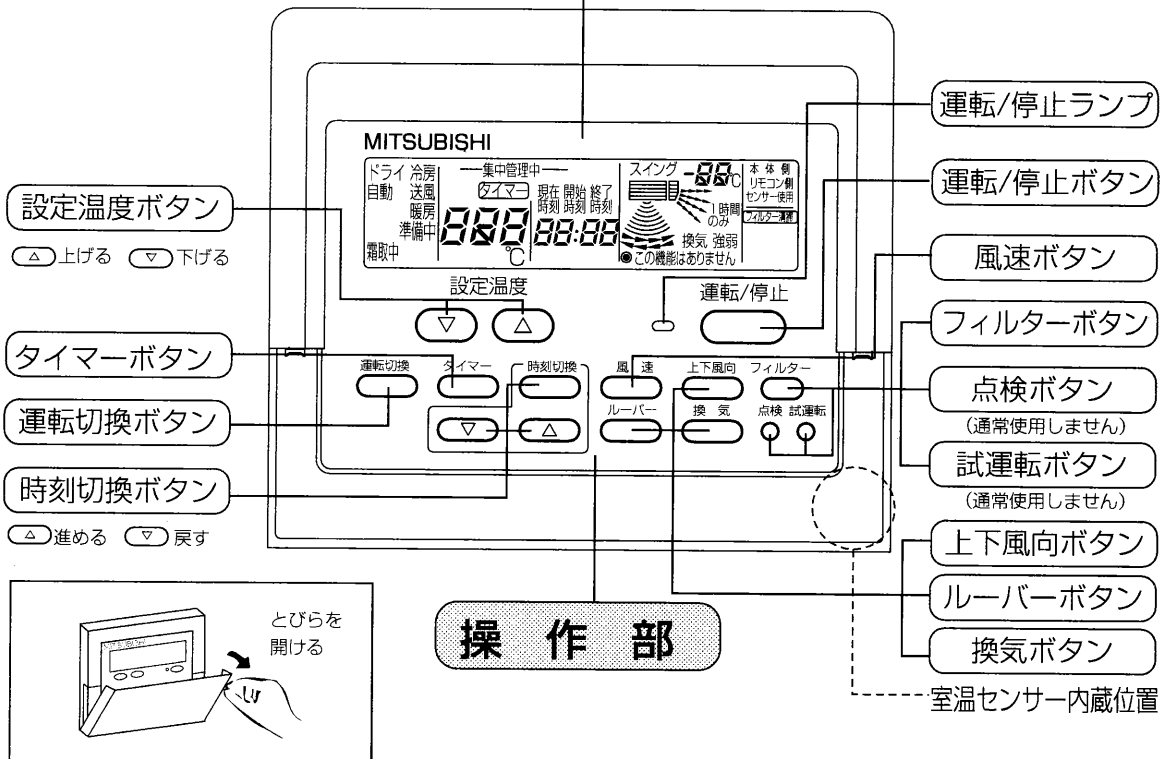 MITSUBISHI
ドライ 冷房
自動 送風
暖房
準備中
霜取中
集中管理中
タイマー
現在 開始 終了
時刻 時刻 時刻
888
℃
88:88
スイング
-88℃
1時間
のみ
換気 強弱
●この機能はありません
本体側
リモコン側
センサー使用
フィルター清掃
設定温度
▽ △
運転/停止
運転切換
タイマー
時刻切換
風 速
上下風向
フィルター
▽ △
ルーバー
換 気
点検 試運転
設定温度ボタン
△ 上げる ▽ 下げる
タイマーボタン
運転切換ボタン
時刻切換ボタン
△ 進める ▽ 戻す
とびらを
開ける
操作部
運転/停止ランプ
運転/停止ボタン
風速ボタン
フィルターボタン
点検ボタン
(通常使用しません)
試運転ボタン
(通常使用しません)
上下風向ボタン
ルーバーボタン
換気ボタン
室温センサー内蔵位置